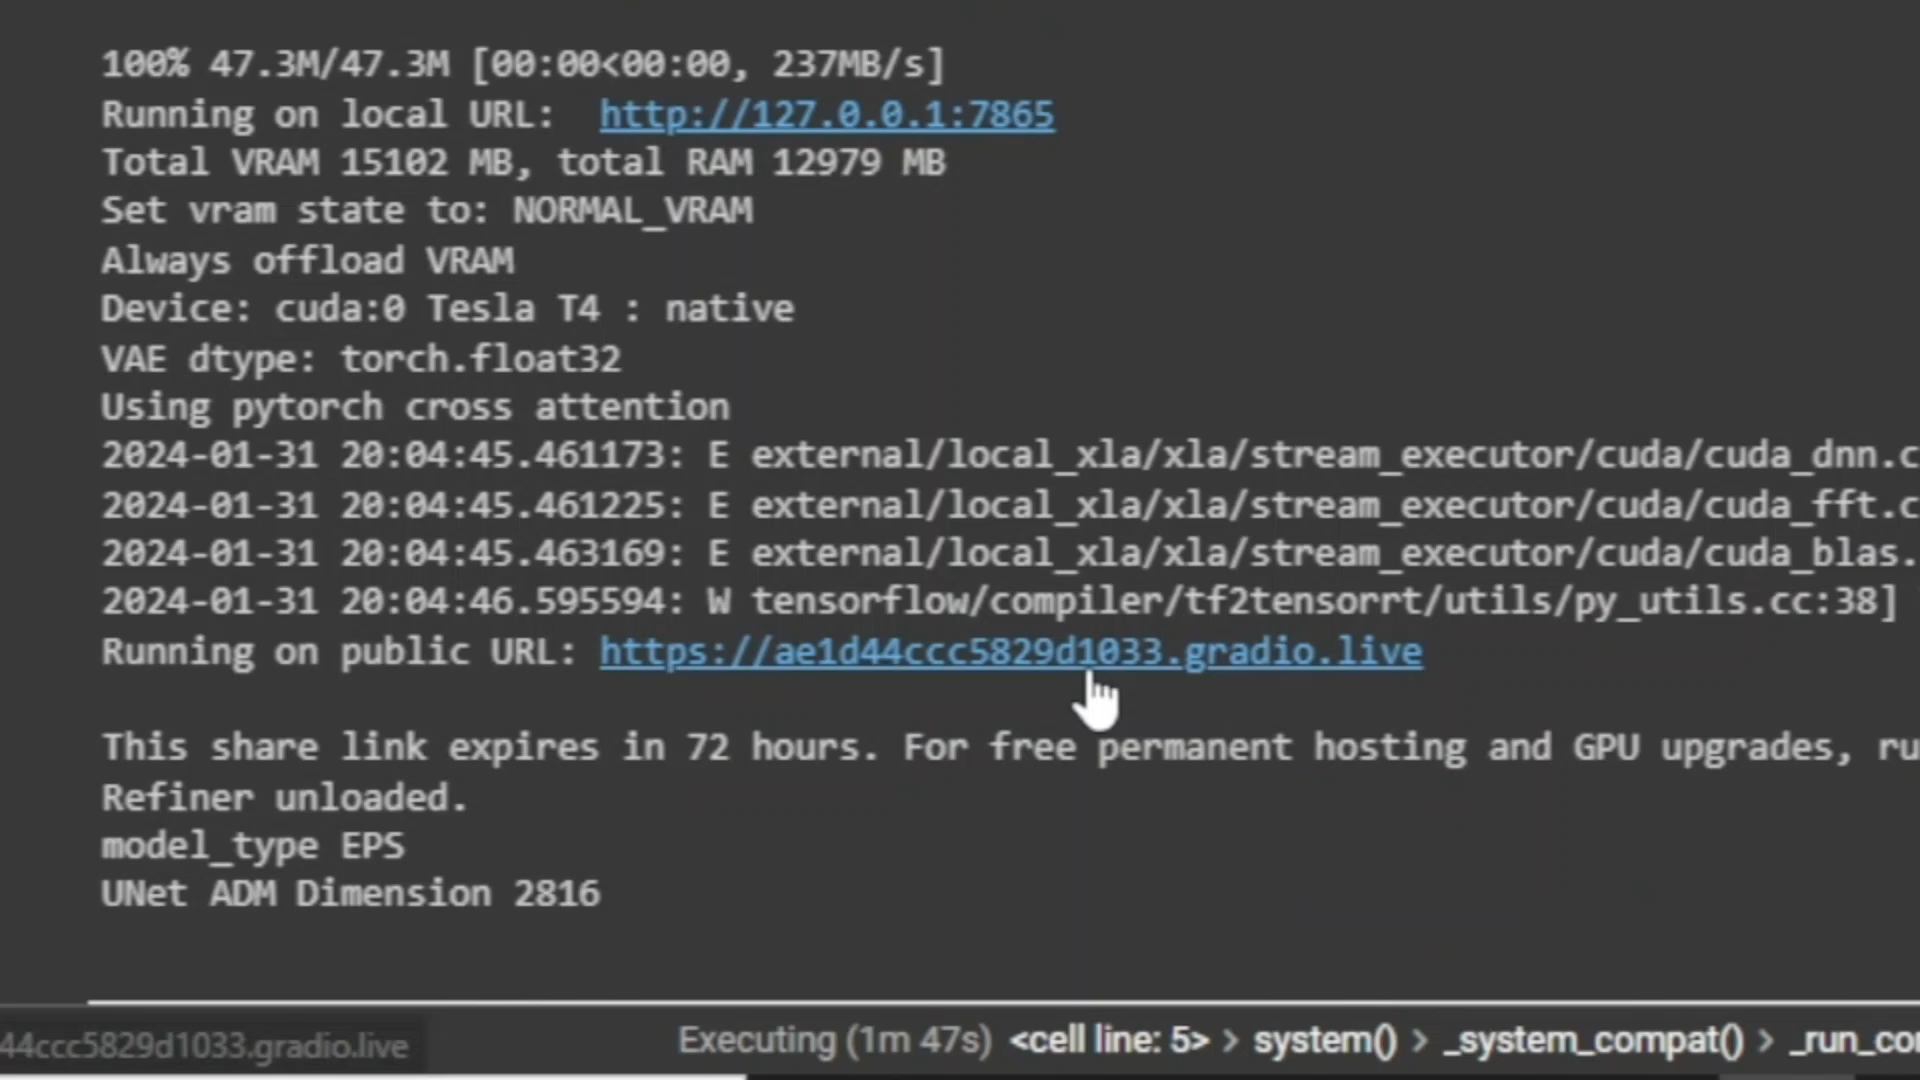 100% 47.3M/47.3M [00:00<00:00, 237MB/s]
Running on local URL:  http://127.0.0.1:7865
Total VRAM 15102 MB, total RAM 12979 MB
Set vram state to: NORMAL_VRAM
Always offload VRAM
Device: cuda:0 Tesla T4 : native
VAE dtype: torch.float32
Using pytorch cross attention
2024-01-31 20:04:45.461173: E external/local_xla/xla/stream_executor/cuda/cuda_dnn.c
2024-01-31 20:04:45.461225: E external/local_xla/xla/stream_executor/cuda/cuda_fft.c
2024-01-31 20:04:45.463169: E external/local_xla/xla/stream_executor/cuda/cuda_blas.
2024-01-31 20:04:46.595594: W tensorflow/compiler/tf2tensorrt/utils/py_utils.cc:38]
Running on public URL: https://ae1d44ccc5829d1033.gradio.live
This share link expires in 72 hours. For free permanent hosting and GPU upgrades, ru
Refiner unloaded.
model_type EPS
UNet ADM Dimension 2816
44ccc5829d1033.gradio.live
Executing (1m 47s) <cell line: 5> > system() > _system_compat() > _run_co